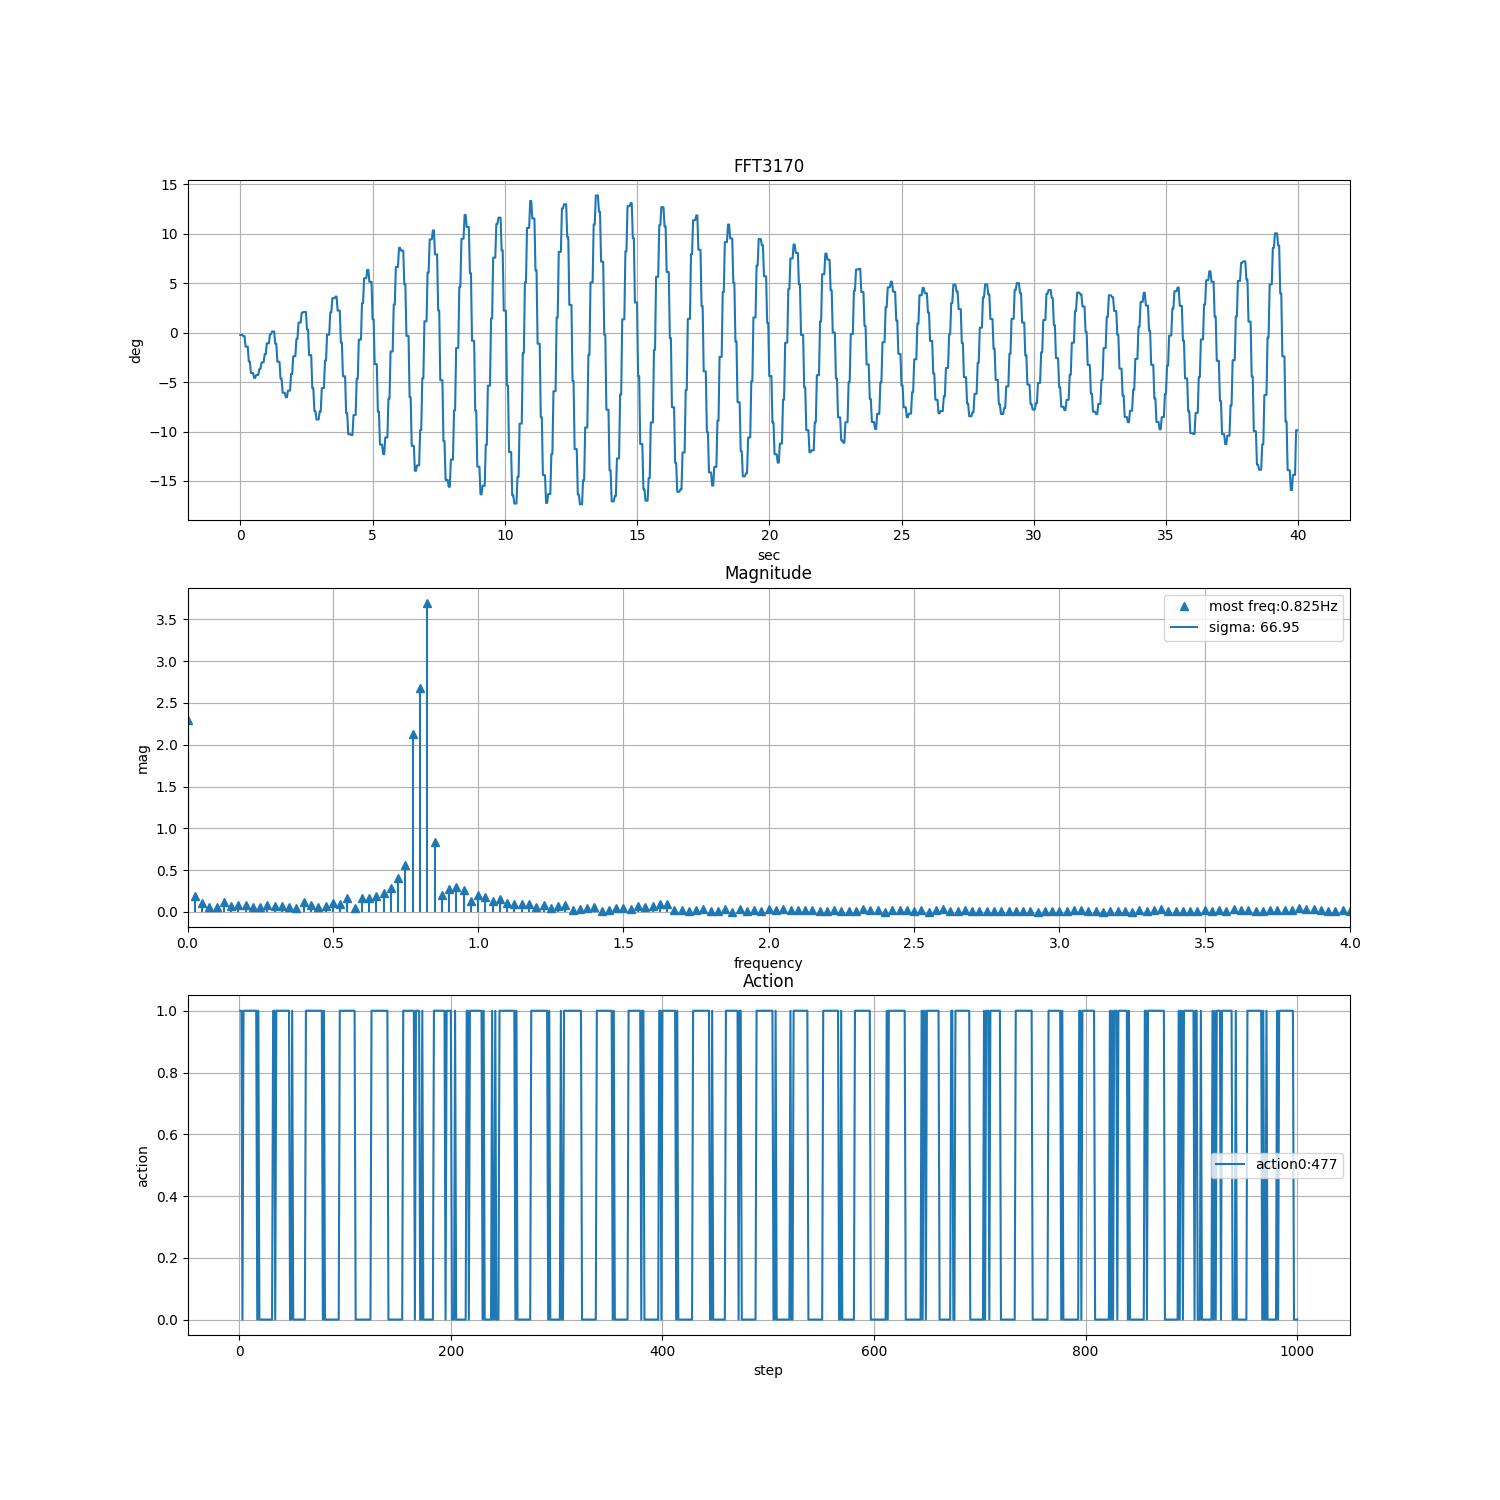 FFT3170
15
10
5
0
−5
−10
−15
deg
0 5 10 15 20 25 30 35 40
sec
Magnitude
3.5
3.0
2.5
2.0
1.5
1.0
0.5
0.0
mag
most freq:0.825Hz
sigma: 66.95
0.0 0.5 1.0 1.5 2.0 2.5 3.0 3.5 4.0
frequency
Action
1.0
0.8
0.6
0.4
0.2
0.0
action
action0:477
0 200 400 600 800 1000
step